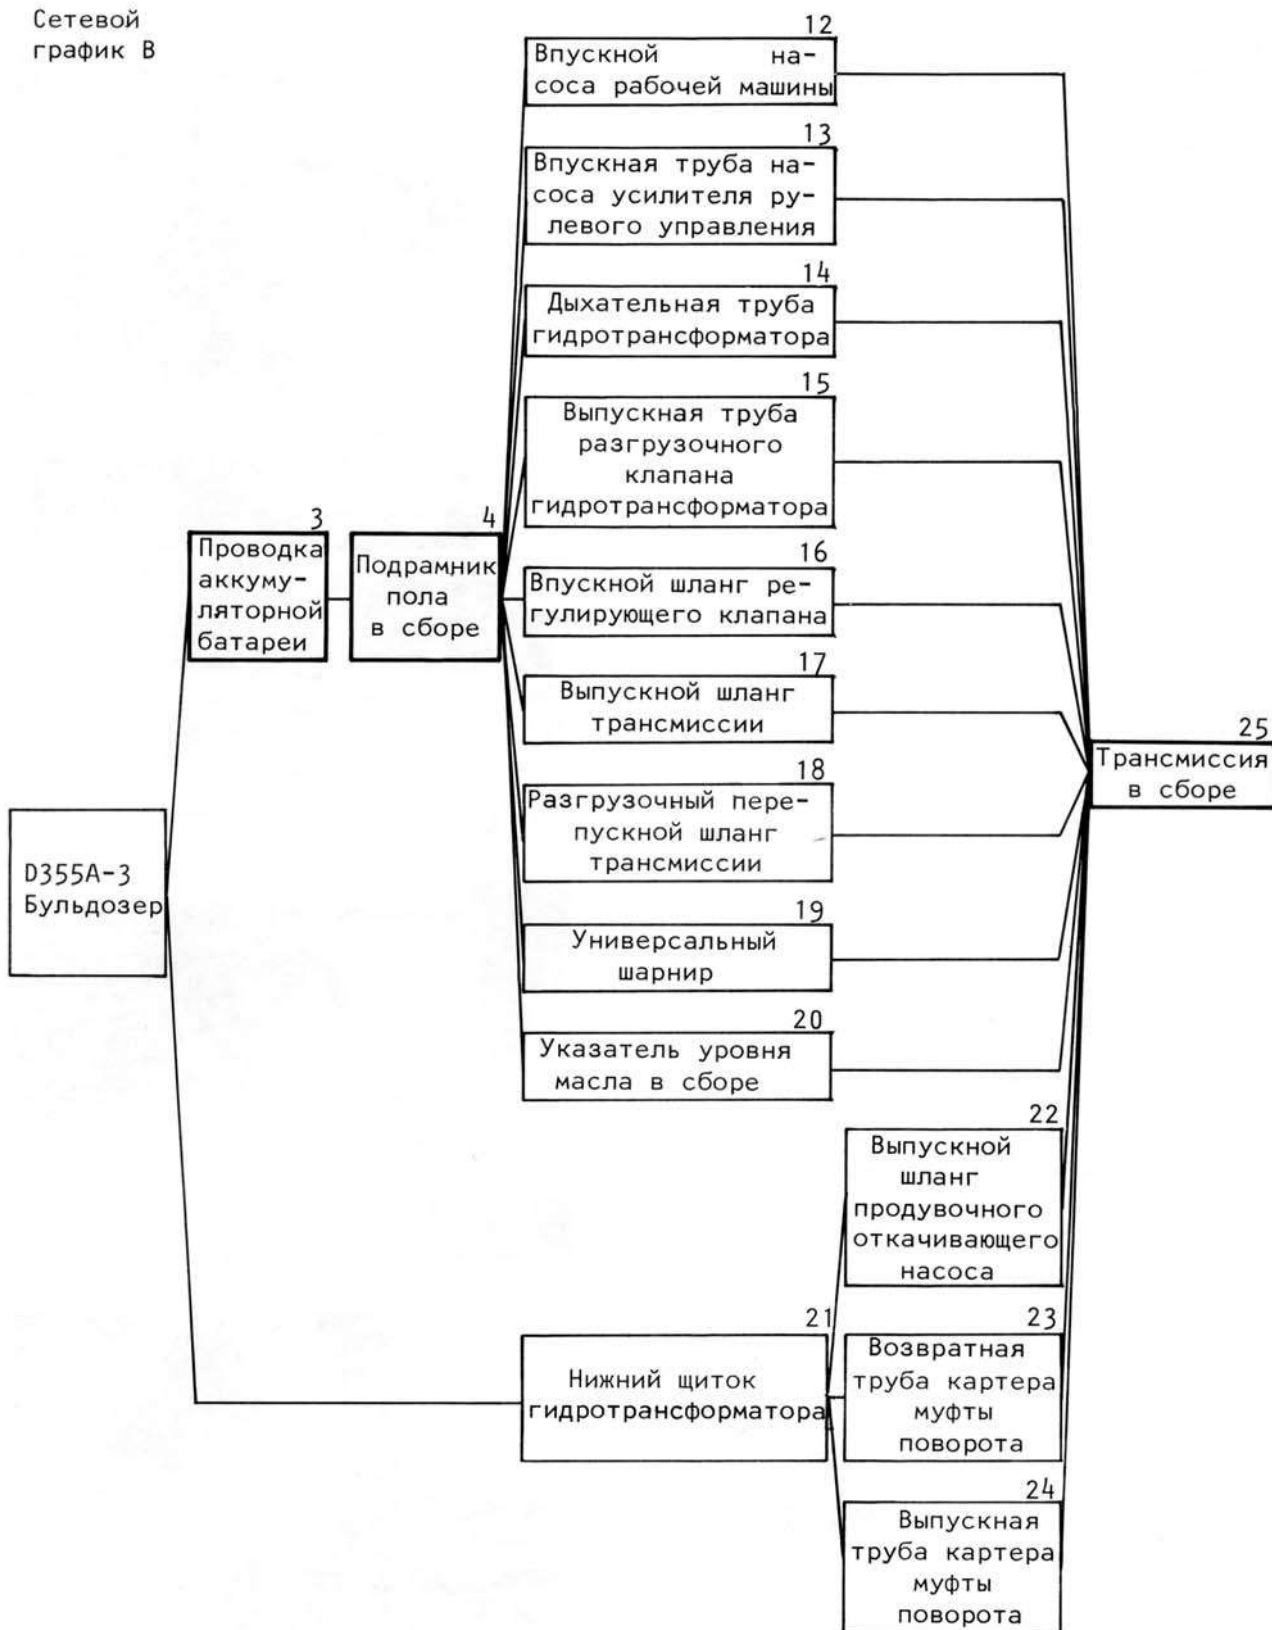 Сетевой
график В
12
Впускной на-
соса рабочей машины
13
Впускная труба на-
соса усилителя ру-
левого управления
14
Дыхательная труба
гидротрансформатора
15
Выпускная труба
разгрузочного
клапана
гидротрансформатора
3
Проводка
аккуму-
ляторной
батареи
4
Подрамник
пола
в сборе
16
Впускной шланг ре-
гулирующего клапана
17
Выпускной шланг
трансмиссии
18
Разгрузочный пере-
пускной шланг
трансмиссии
25
Трансмиссия
в сборе
D355A-3
Бульдозер
19
Универсальный
шарнир
20
Указатель уровня
масла в сборе
22
Выпускной
шланг
продувочного
откачивающего
насоса
21
Нижний щиток
гидротрансформатора
23
Возвратная
труба картера
муфты
поворота
24
Выпускная
труба картера
муфты
поворота